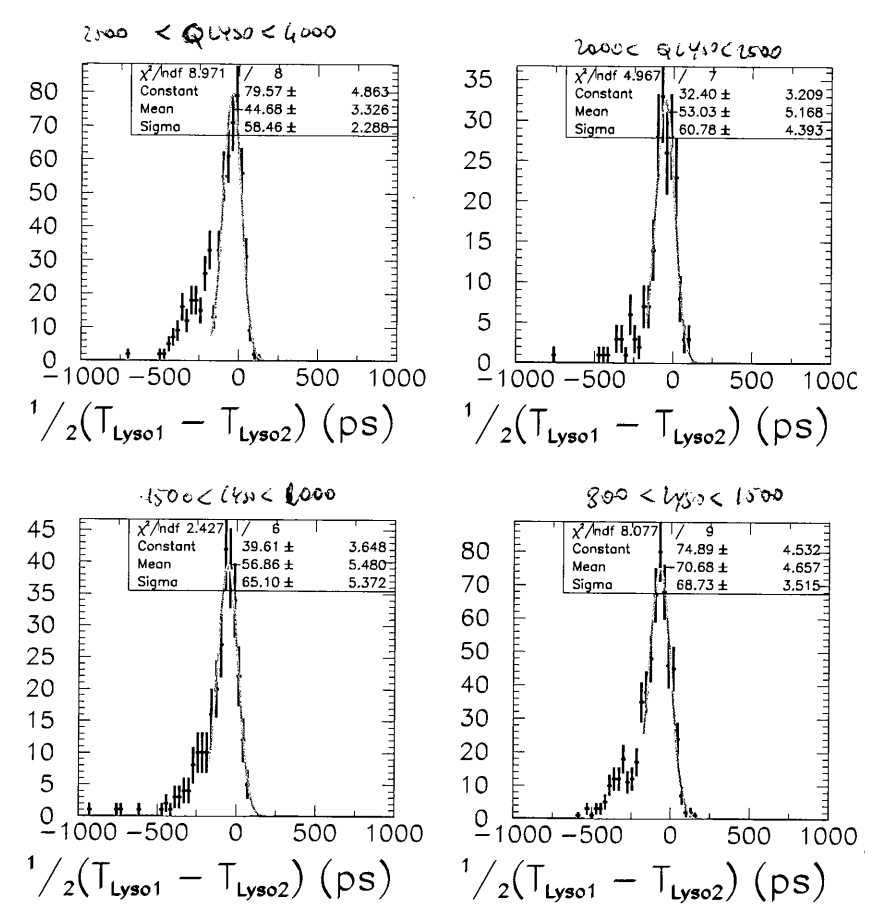 2500 < QLYSO < 4000
χ²/ndf 8.971 / 8
Constant 79.57 ± 4.863
Mean −44.68 ± 3.326
Sigma 58.46 ± 2.288
80
70
60
50
40
30
20
10
0
−1000 −500 0 500 1000
1/2(TLyso1 − TLyso2) (ps)
2000 < QLYSO < 2500
χ²/ndf 4.967 / 7
Constant 32.40 ± 3.209
Mean −53.03 ± 5.168
Sigma 60.78 ± 4.393
35
30
25
20
15
10
5
0
−1000 −500 0 500 1000
1/2(TLyso1 − TLyso2) (ps)
1500 < LYSO < 2000
χ²/ndf 2.427 / 6
Constant 39.61 ± 3.648
Mean −56.86 ± 5.480
Sigma 65.10 ± 5.372
45
40
35
30
25
20
15
10
5
0
−1000 −500 0 500 1000
1/2(TLyso1 − TLyso2) (ps)
800 < Lyso < 1500
χ²/ndf 8.077 / 9
Constant 74.89 ± 4.532
Mean −70.68 ± 4.657
Sigma 68.73 ± 3.515
80
70
60
50
40
30
20
10
0
−1000 −500 0 500 1000
1/2(TLyso1 − TLyso2) (ps)